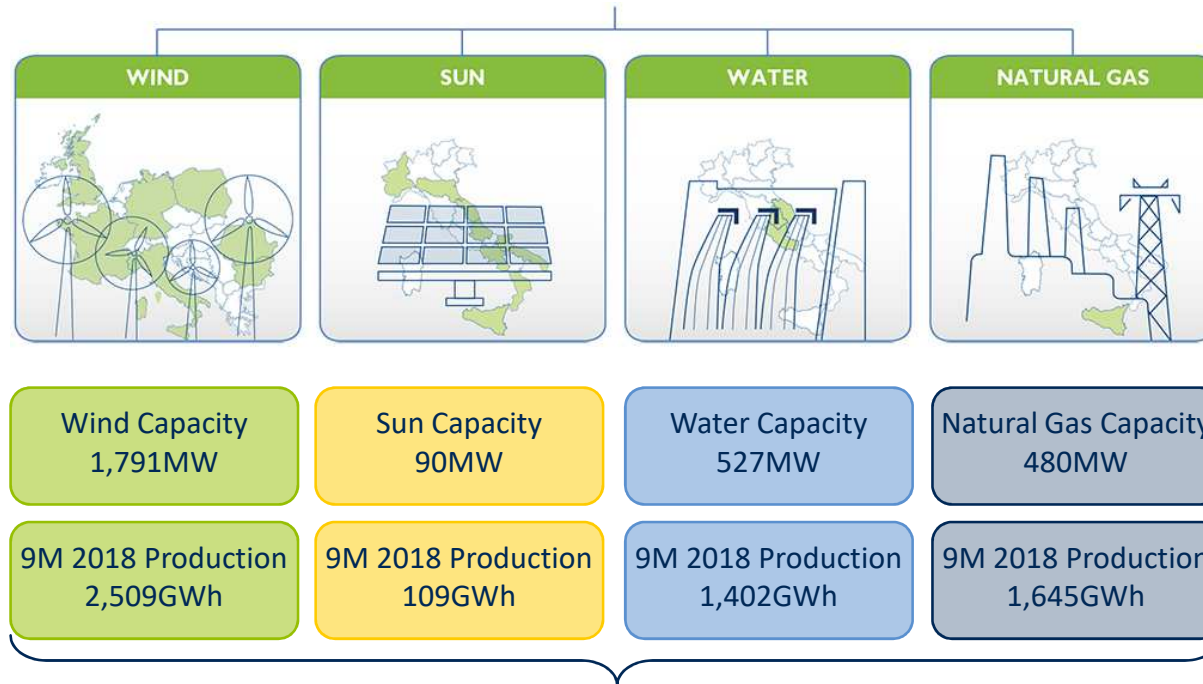 WIND
SUN
WATER
NATURAL GAS
Wind Capacity
1,791MW
Sun Capacity
90MW
Water Capacity
527MW
Natural Gas Capacity
480MW
9M 2018 Production
2,509GWh
9M 2018 Production
109GWh
9M 2018 Production
1,402GWh
9M 2018 Production
1,645GWh